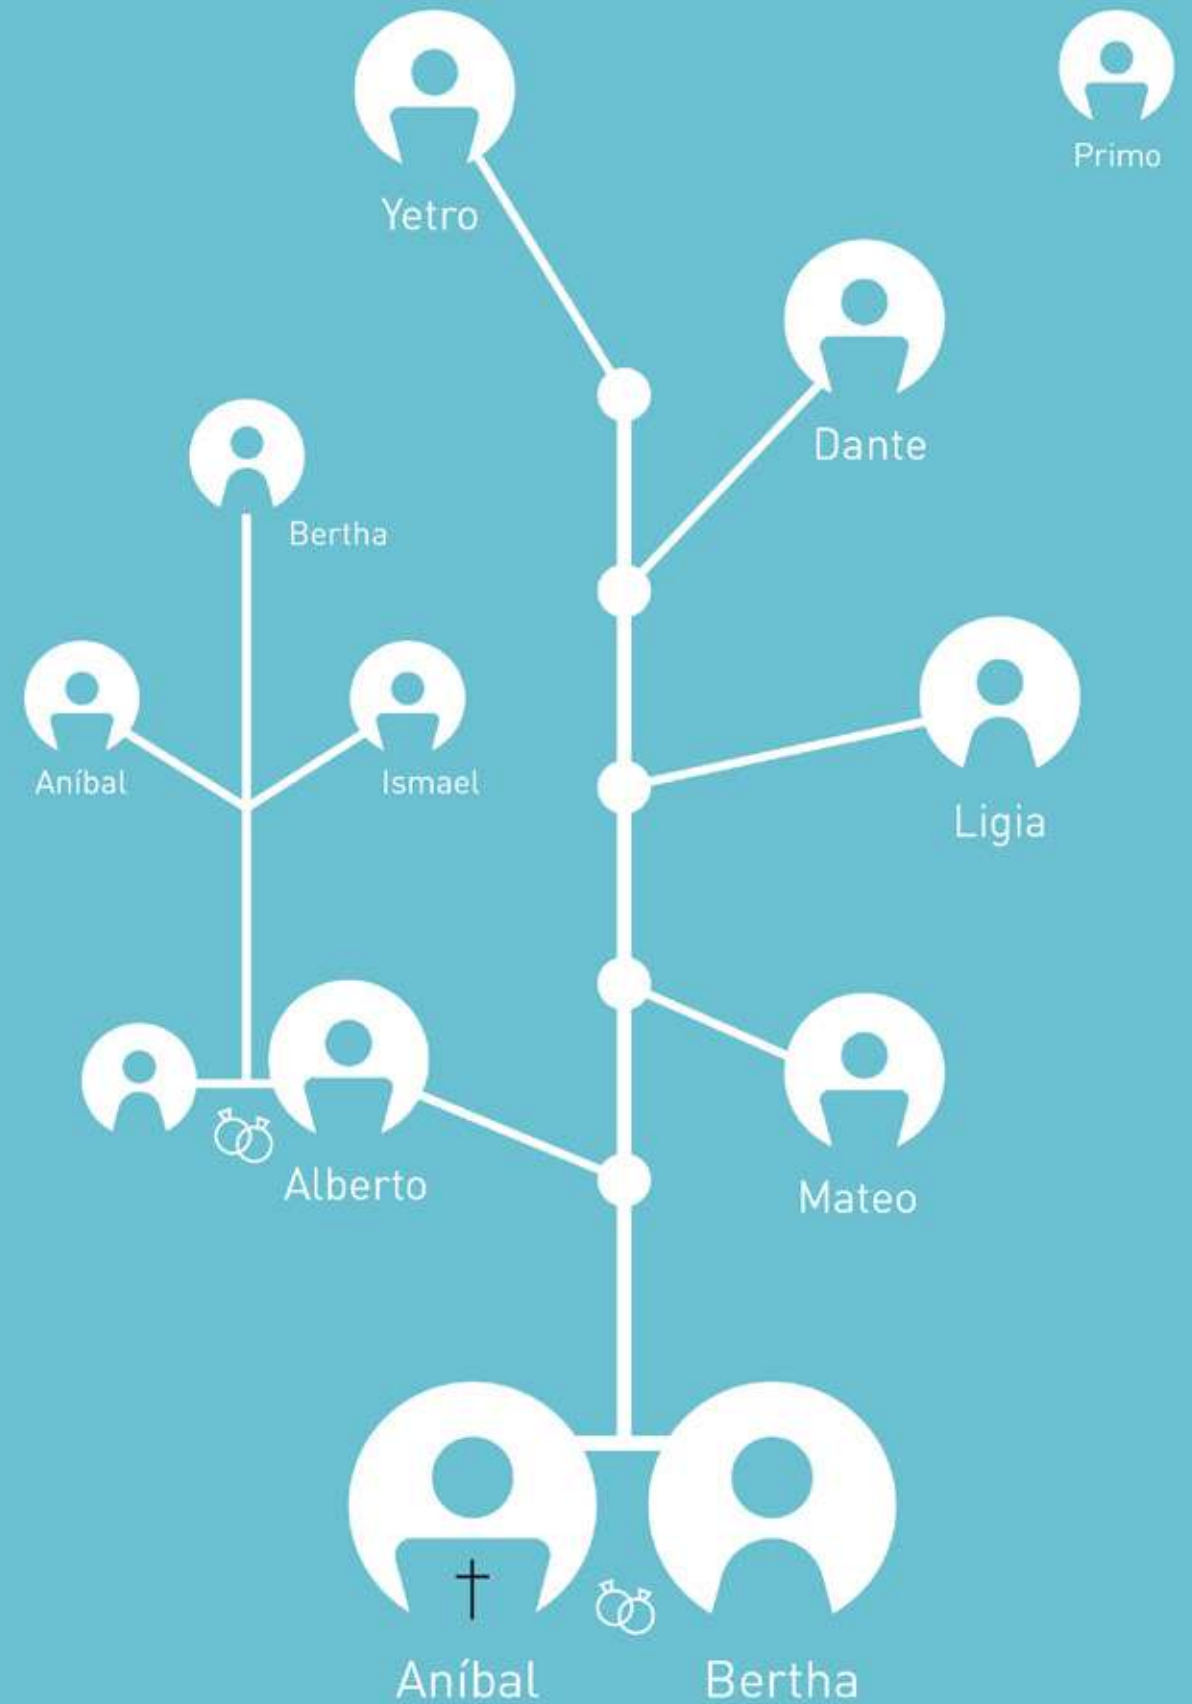 Primo
Yetro
Dante
Bertha
Aníbal
Ismael
Ligia
Alberto
Mateo
Aníbal
Bertha